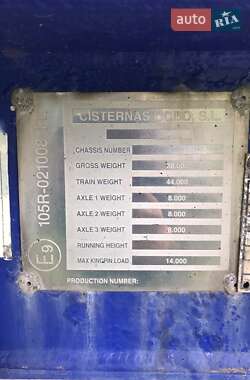 auto
RIA
.com
CISTERNAS COBO, S.L.
CHASSIS NUMBER
GROSS WEIGHT
TRAIN WEIGHT 44.000
AXLE 1 WEIGHT 8.000
AXLE 2 WEIGHT 8.000
AXLE 3 WEIGHT 8.000
RUNNING HEIGHT
MAX KINGPIN LOAD 14.000
PRODUCTION NUMBER:
E9
105R-021008